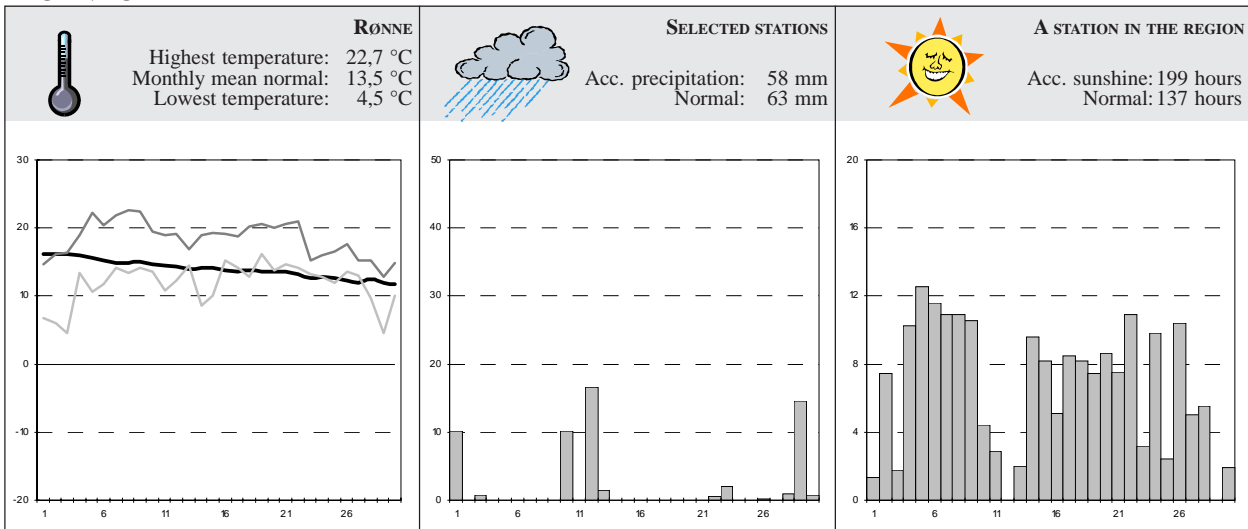 RØNNE
Highest temperature: 22,7 °C
Monthly mean normal: 13,5 °C
Lowest temperature: 4,5 °C
SELECTED STATIONS
Acc. precipitation: 58 mm
Normal: 63 mm
A STATION IN THE REGION
Acc. sunshine: 199 hours
Normal: 137 hours
30
20
10
0
-10
-20
1 6 11 16 21 26
50
40
30
20
10
0
1 6 11 16 21 26
20
16
12
8
4
0
1 6 11 16 21 26